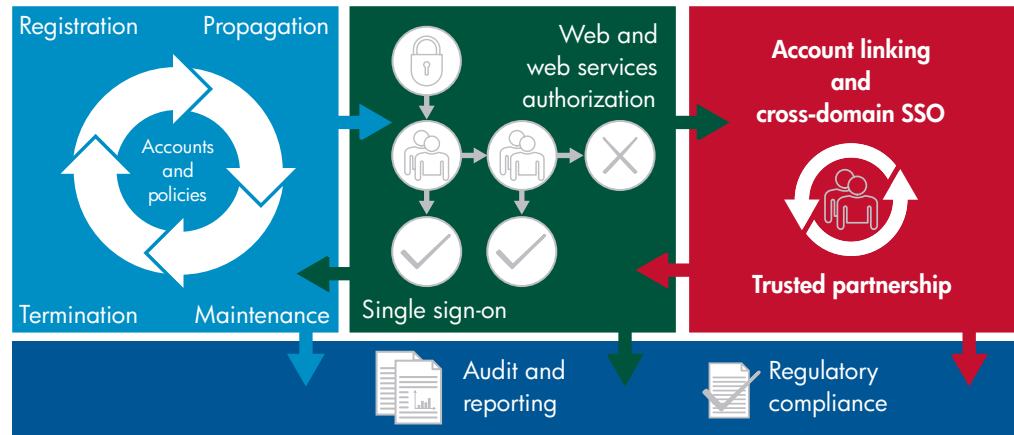 Registration
Propagation
Accounts
and
policies
Termination
Maintenance
Web and
web services
authorization
Single sign-on
Account linking
and
cross-domain SSO
Trusted partnership
Audit and
reporting
Regulatory
compliance